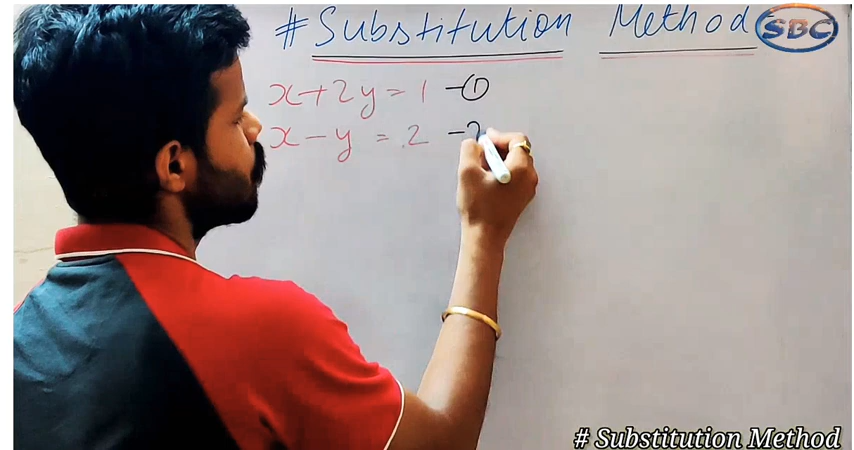 # Substitution Method SBC
x+2y = 1 -①
x-y = 2 -2
# Substitution Method